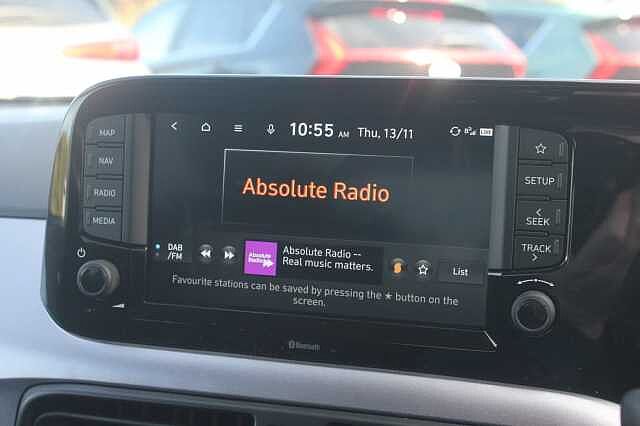 MAP
NAV
RADIO
MEDIA
10:55 AM Thu, 13/11
Absolute Radio
DAB
/FM
Absolute
Radio
Absolute Radio --
Real music matters.
List
Favourite stations can be saved by pressing the ★ button on the
screen.
☆
SETUP
<
SEEK
TRACK
>
Bluetooth